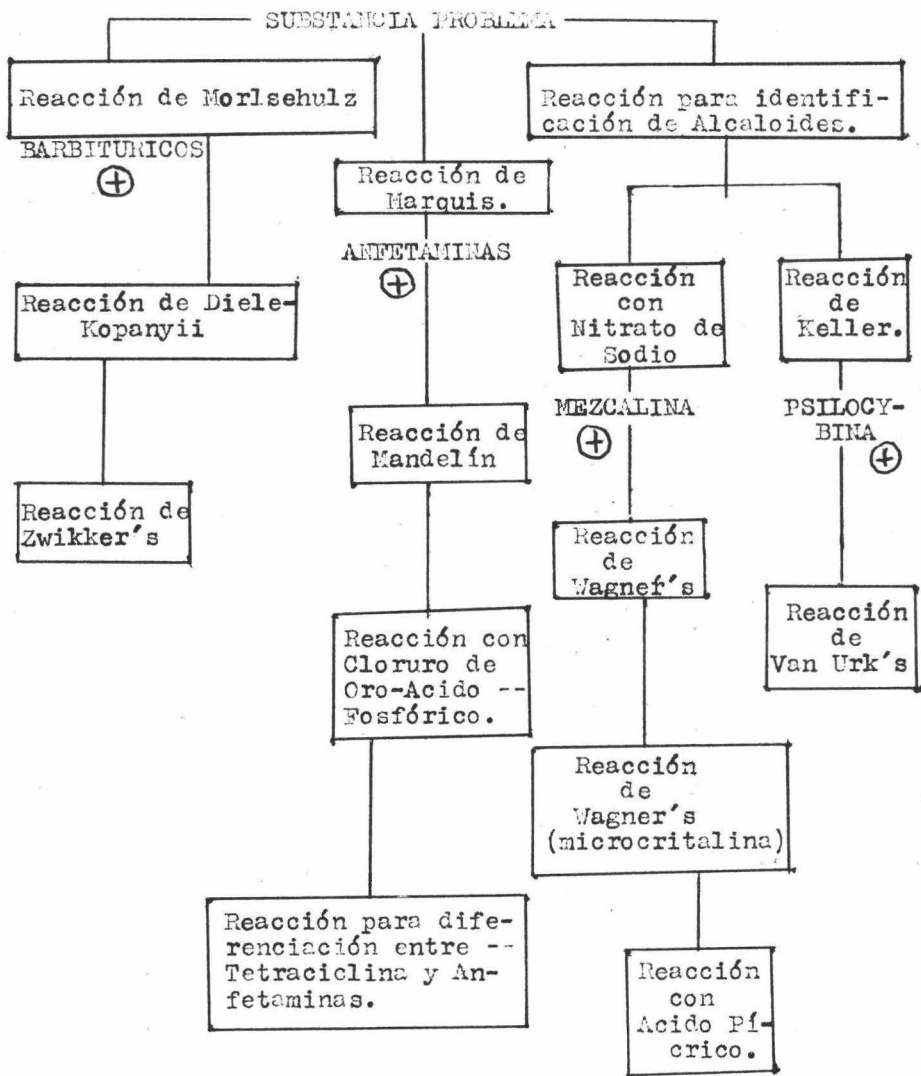 SUBSTANCIA PROBLEMA
Reacción de Morlsehulz
BARBITURICOS
+
Reacción de Diele-
Kopanyii
Reacción de
Zwikker's
Reacción de
Marquis.
ANFETAMINAS
+
Reacción de
Mandelín
Reacción con
Cloruro de
Oro-Acido --
Fosfórico.
Reacción para dife-
renciación entre --
Tetraciclina y An-
fetaminas.
Reacción para identifi-
cación de Alcaloides.
Reacción
con
Nitrato de
Sodio
MEZCALINA
+
Reacción
de
Wagner's
Reacción
de
Wagner's
(microcritalina)
Reacción
con
Acido Pí-
crico.
Reacción
de
Keller.
PSILOCY-
BINA
+
Reacción
de
Van Urk's